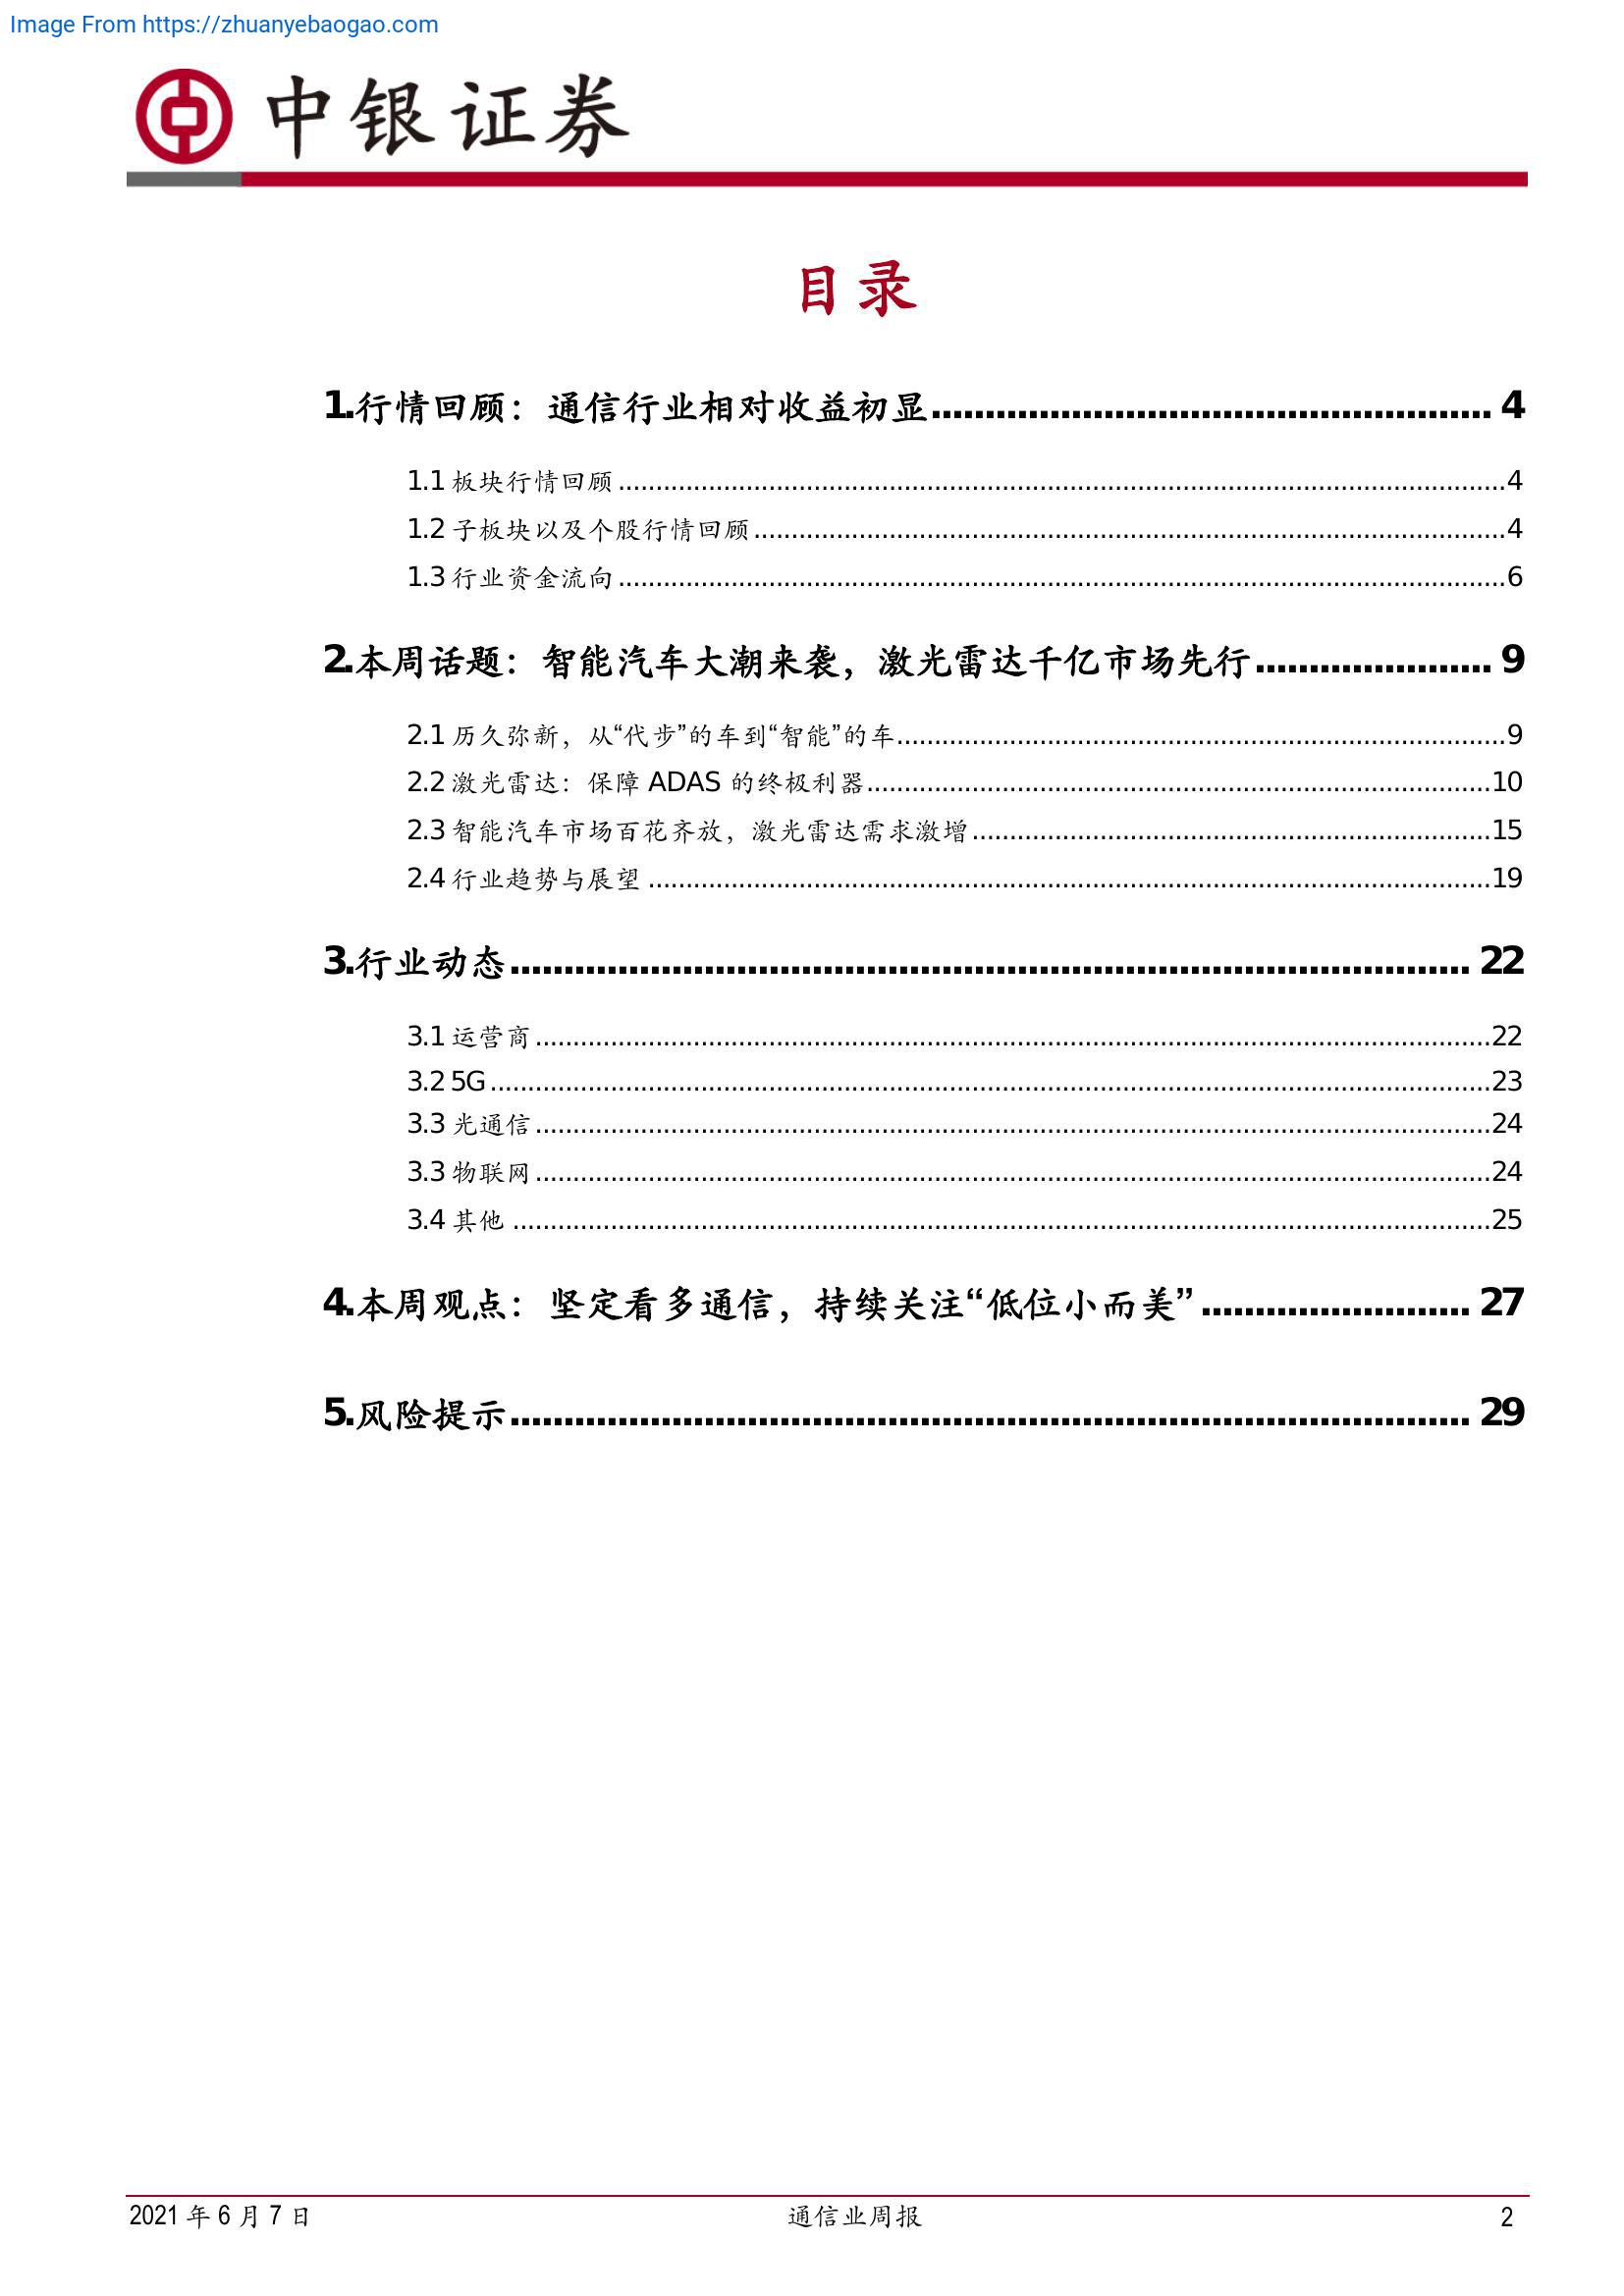 Image From https://zhuanyebaogao.com
中银证券
目录
1.行情回顾：通信行业相对收益初显.................................................... 4
1.1 板块行情回顾....................................................................................................................4
1.2 子板块以及个股行情回顾....................................................................................................4
1.3 行业资金流向....................................................................................................................6
2.本周话题：智能汽车大潮来袭，激光雷达千亿市场先行...................... 9
2.1 历久弥新，从“代步”的车到“智能”的车.................................................................................9
2.2 激光雷达：保障 ADAS 的终极利器...................................................................................10
2.3 智能汽车市场百花齐放，激光雷达需求激增.....................................................................15
2.4 行业趋势与展望................................................................................................................19
3.行业动态......................................................................................... 22
3.1 运营商..............................................................................................................................22
3.2 5G....................................................................................................................................23
3.3 光通信..............................................................................................................................24
3.3 物联网..............................................................................................................................24
3.4 其他.................................................................................................................................25
4.本周观点：坚定看多通信，持续关注“低位小而美”......................... 27
5.风险提示......................................................................................... 29
2021 年 6 月 7 日 通信业周报 2